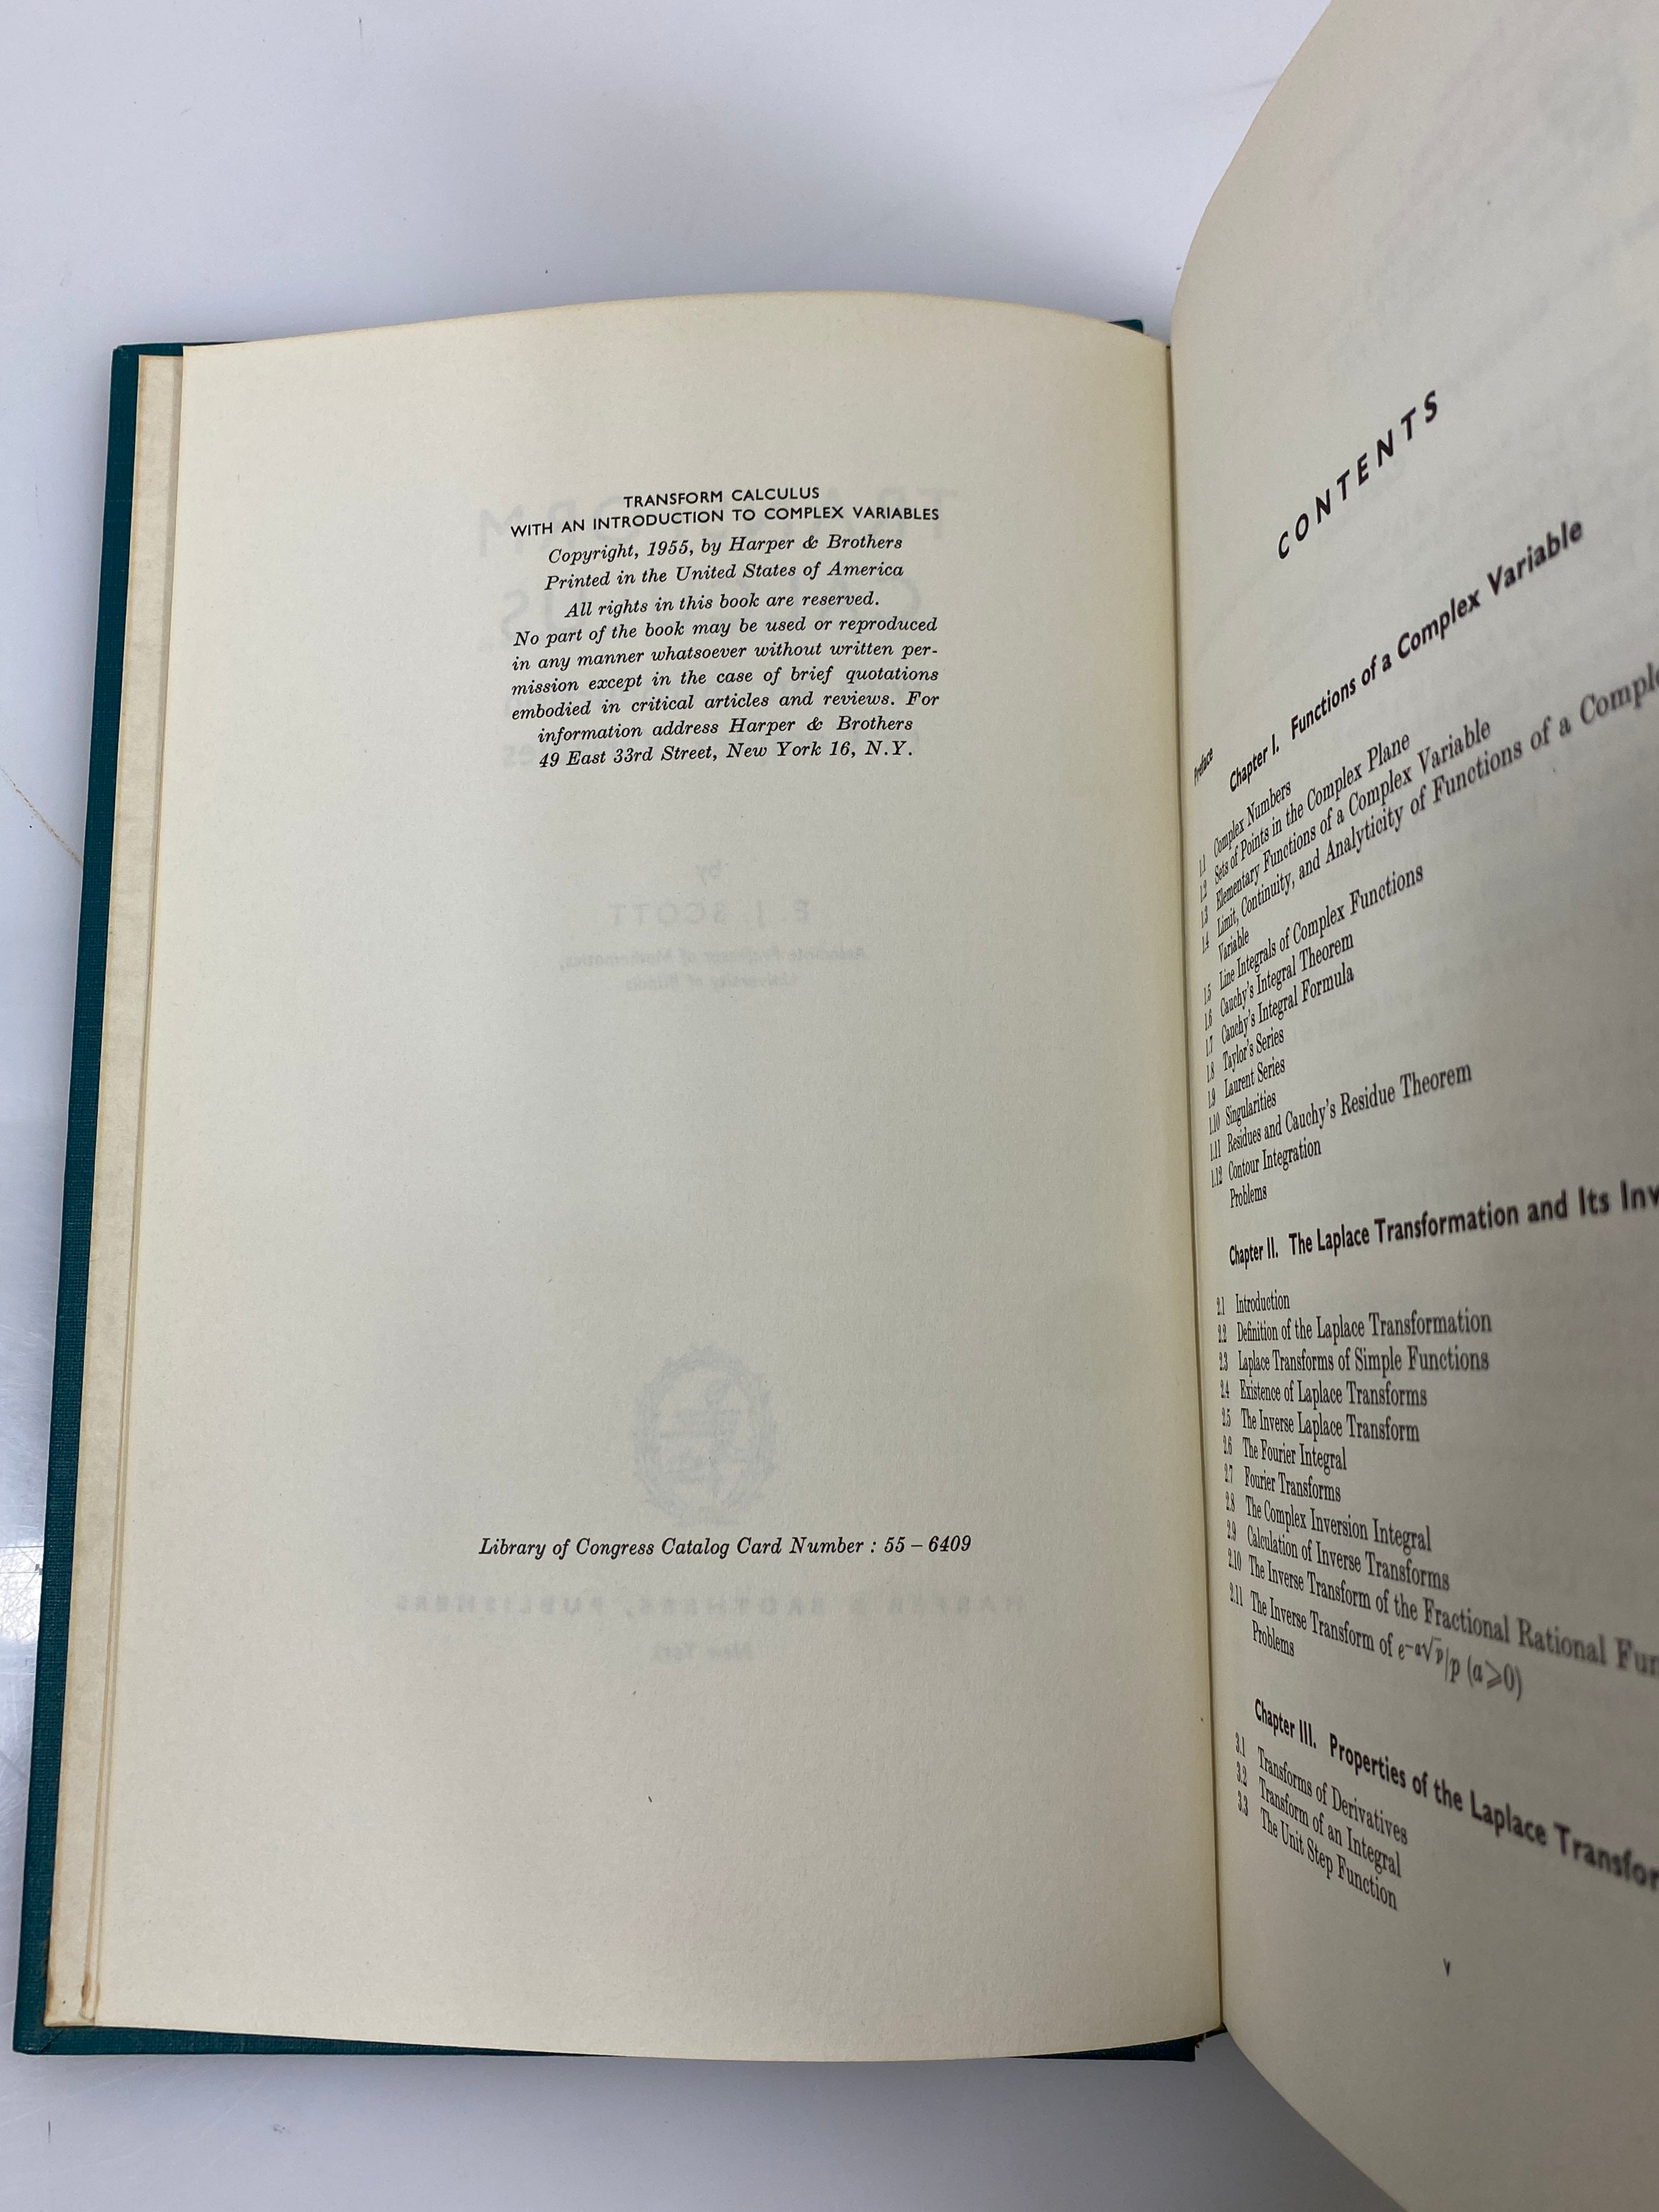 TRANSFORM CALCULUS
WITH AN INTRODUCTION TO COMPLEX VARIABLES
Copyright, 1955, by Harper & Brothers
Printed in the United States of America
All rights in this book are reserved.
No part of the book may be used or reproduced
in any manner whatsoever without written per-
mission except in the case of brief quotations
embodied in critical articles and reviews. For
information address Harper & Brothers
49 East 33rd Street, New York 16, N.Y.
Library of Congress Catalog Card Number : 55 – 6409
CONTENTS
Preface
Chapter I. Functions of a Complex Variable
1.1 Complex Numbers
1.2 Sets of Points in the Complex Plane
1.3 Elementary Functions of a Complex Variable
1.4 Limit, Continuity, and Analyticity of Functions of a Comple
Variable
1.5 Line Integrals of Complex Functions
1.6 Cauchy's Integral Theorem
1.7 Cauchy's Integral Formula
1.8 Taylor's Series
1.9 Laurent Series
1.10 Singularities
1.11 Residues and Cauchy's Residue Theorem
1.12 Contour Integration
Problems
Chapter II. The Laplace Transformation and Its Inv
2.1 Introduction
2.2 Definition of the Laplace Transformation
2.3 Laplace Transforms of Simple Functions
2.4 Existence of Laplace Transforms
2.5 The Inverse Laplace Transform
2.6 The Fourier Integral
2.7 Fourier Transforms
2.8 The Complex Inversion Integral
2.9 Calculation of Inverse Transforms
2.10 The Inverse Transform of the Fractional Rational Fun
2.11 The Inverse Transform of e–a√p/p (a⩾0)
Problems
Chapter III. Properties of the Laplace Transfor
3.1 Transforms of Derivatives
3.2 Transform of an Integral
3.3 The Unit Step Function
v